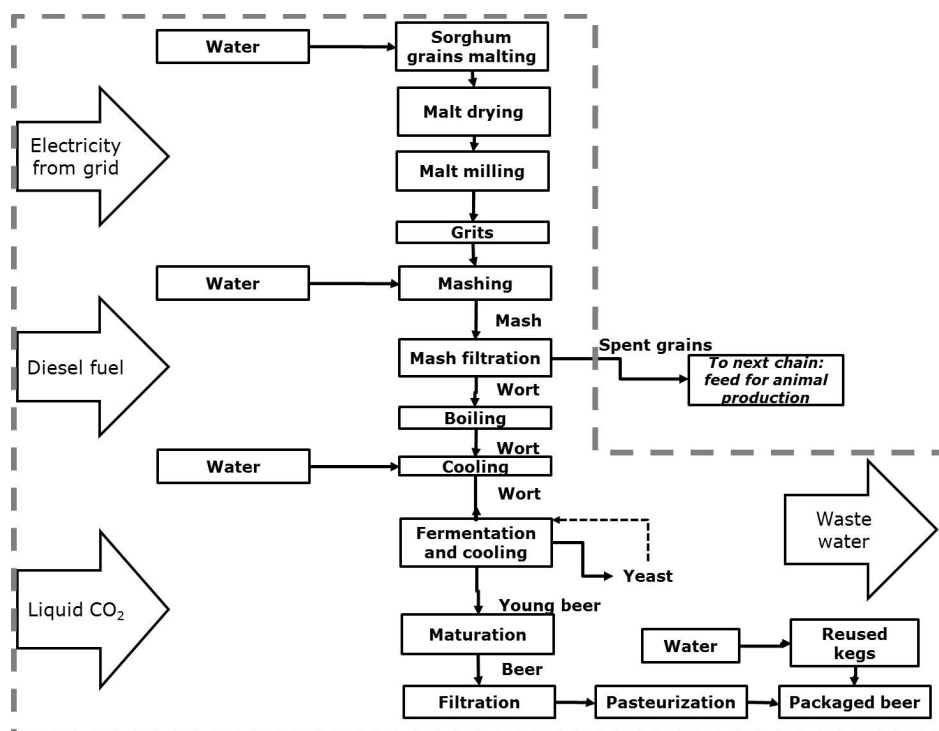 Water
Sorghum
grains malting
Malt drying
Electricity
from grid
Malt milling
Grits
Water
Mashing
Mash
Spent grains
Mash filtration
Diesel fuel
To next chain:
feed for animal
production
Wort
Boiling
Wort
Water
Cooling
Wort
Fermentation
and cooling
Waste
water
Yeast
Liquid CO₂
Young beer
Maturation
Water
Reused
kegs
Beer
Filtration
Pasteurization
Packaged beer